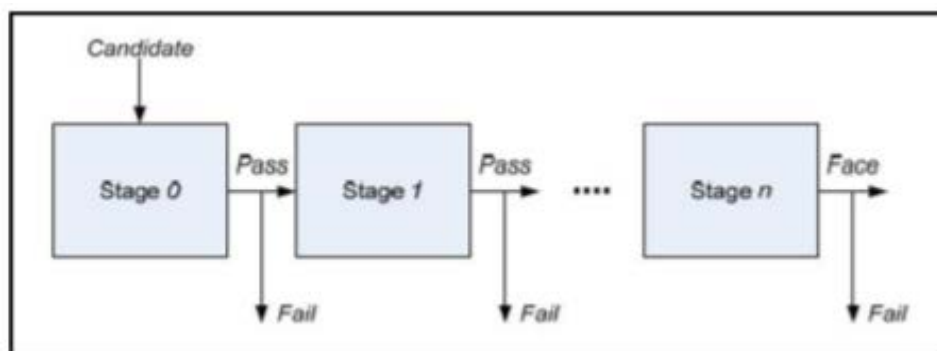 Candidate
Stage 0
Pass
Stage 1
Pass
....
Stage n
Face
Fail
Fail
Fail